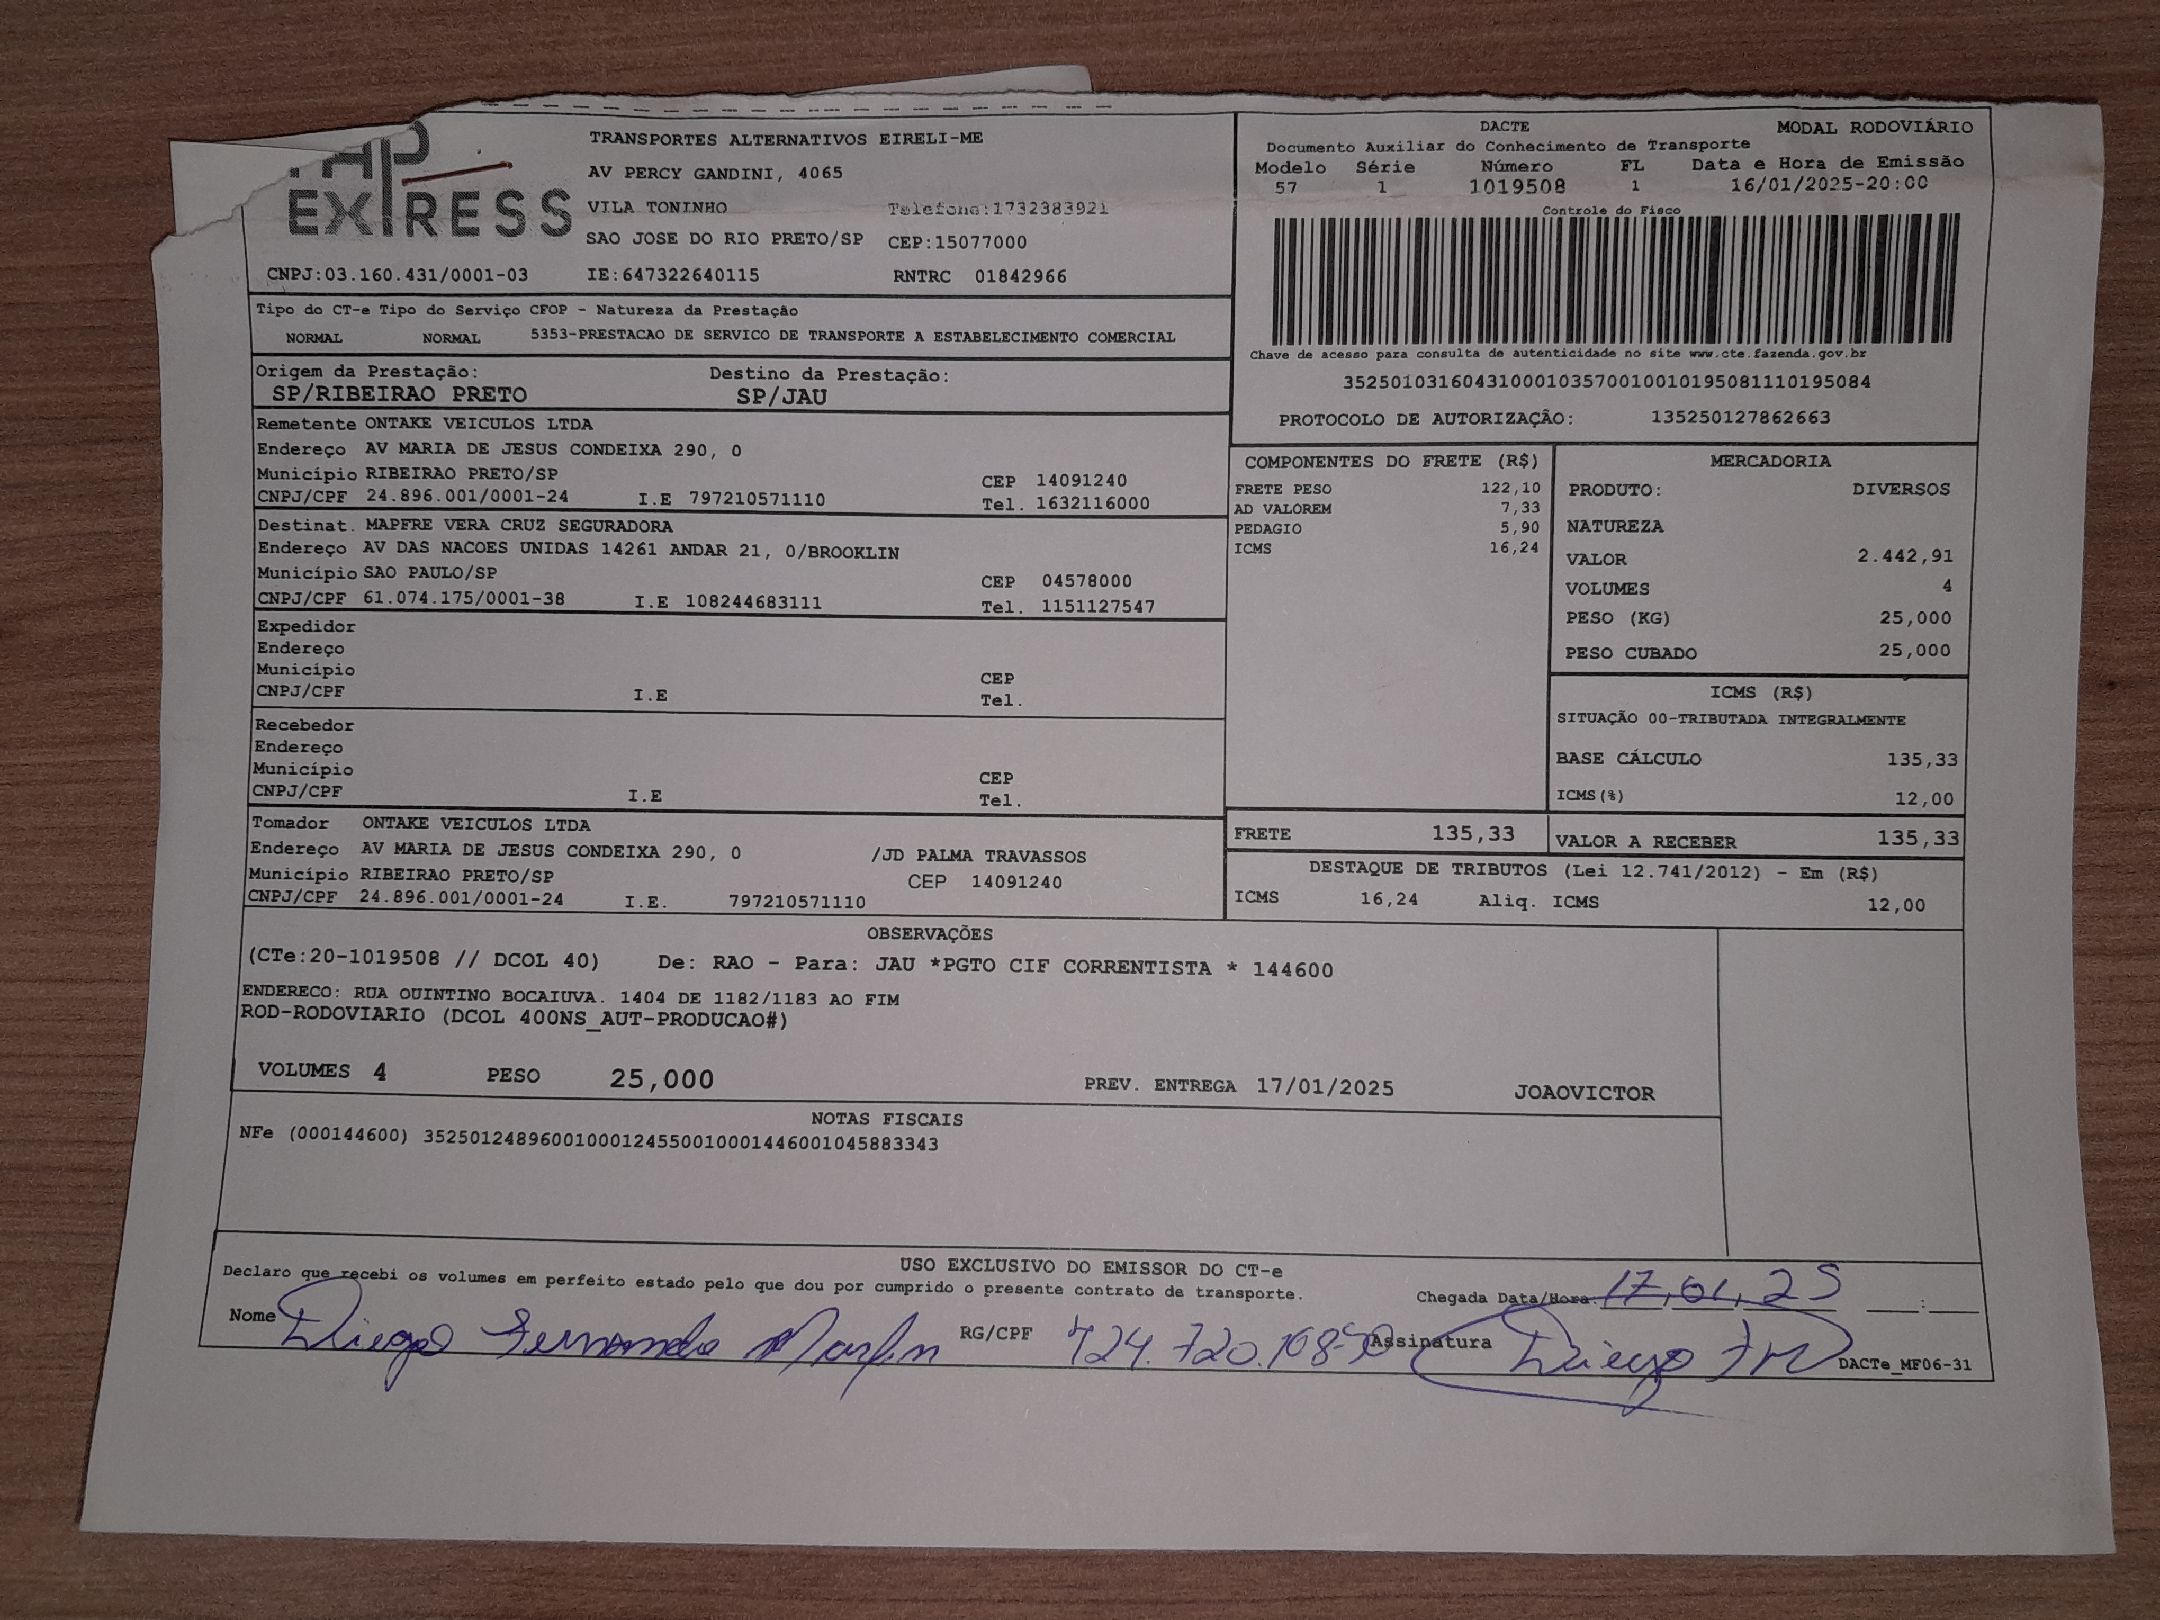 EXPRESS
TRANSPORTES ALTERNATIVOS EIRELI-ME
AV PERCY GANDINI, 4065
VILA TONINHO Telefone:1732383921
SAO JOSE DO RIO PRETO/SP CEP:15077000
CNPJ:03.160.431/0001-03 IE:647322640115 RNTRC 01842966
DACTE MODAL RODOVIÁRIO
Documento Auxiliar do Conhecimento de Transporte
Modelo Série Número FL Data e Hora de Emissão
57 1 1019508 1 16/01/2025-20:00
Controle do Fisco
Chave de acesso para consulta de autenticidade no site www.cte.fazenda.gov.br
35250103160431000103570010010195081110195084
PROTOCOLO DE AUTORIZAÇÃO: 135250127862663
Tipo do CT-e Tipo do Serviço CFOP - Natureza da Prestação
NORMAL NORMAL 5353-PRESTACAO DE SERVICO DE TRANSPORTE A ESTABELECIMENTO COMERCIAL
Origem da Prestação: Destino da Prestação:
SP/RIBEIRAO PRETO SP/JAU
Remetente ONTAKE VEICULOS LTDA
Endereço AV MARIA DE JESUS CONDEIXA 290, 0
Município RIBEIRAO PRETO/SP CEP 14091240
CNPJ/CPF 24.896.001/0001-24 I.E 797210571110 Tel. 1632116000
Destinat. MAPFRE VERA CRUZ SEGURADORA
Endereço AV DAS NACOES UNIDAS 14261 ANDAR 21, 0/BROOKLIN
Município SAO PAULO/SP CEP 04578000
CNPJ/CPF 61.074.175/0001-38 I.E 108244683111 Tel. 1151127547
Expedidor
Endereço
Município CEP
CNPJ/CPF I.E Tel.
Recebedor
Endereço
Município CEP
CNPJ/CPF I.E Tel.
Tomador ONTAKE VEICULOS LTDA
Endereço AV MARIA DE JESUS CONDEIXA 290, 0 /JD PALMA TRAVASSOS
Município RIBEIRAO PRETO/SP CEP 14091240
CNPJ/CPF 24.896.001/0001-24 I.E. 797210571110
COMPONENTES DO FRETE (R$)
FRETE PESO 122,10
AD VALOREM 7,33
PEDAGIO 5,90
ICMS 16,24
MERCADORIA
PRODUTO: DIVERSOS
NATUREZA
VALOR 2.442,91
VOLUMES 4
PESO (KG) 25,000
PESO CUBADO 25,000
ICMS (R$)
SITUAÇÃO 00-TRIBUTADA INTEGRALMENTE
BASE CÁLCULO 135,33
ICMS(%) 12,00
FRETE 135,33 VALOR A RECEBER 135,33
DESTAQUE DE TRIBUTOS (Lei 12.741/2012) - Em (R$)
ICMS 16,24 Aliq. ICMS 12,00
OBSERVAÇÕES
(CTe:20-1019508 // DCOL 40) De: RAO - Para: JAU *PGTO CIF CORRENTISTA * 144600
ENDERECO: RUA QUINTINO BOCAIUVA. 1404 DE 1182/1183 AO FIM
ROD-RODOVIARIO (DCOL 400NS_AUT-PRODUCAO#)
VOLUMES 4 PESO 25,000 PREV. ENTREGA 17/01/2025 JOAOVICTOR
NOTAS FISCAIS
NFe (000144600) 35250124896001000124550010001446001045883343
USO EXCLUSIVO DO EMISSOR DO CT-e
Declaro que recebi os volumes em perfeito estado pelo que dou por cumprido o presente contrato de transporte.
Chegada Data/Hora: 17,01,25 __:__
Nome Diego Fernando RG/CPF Assinatura Diego
DACTe_MF06-31